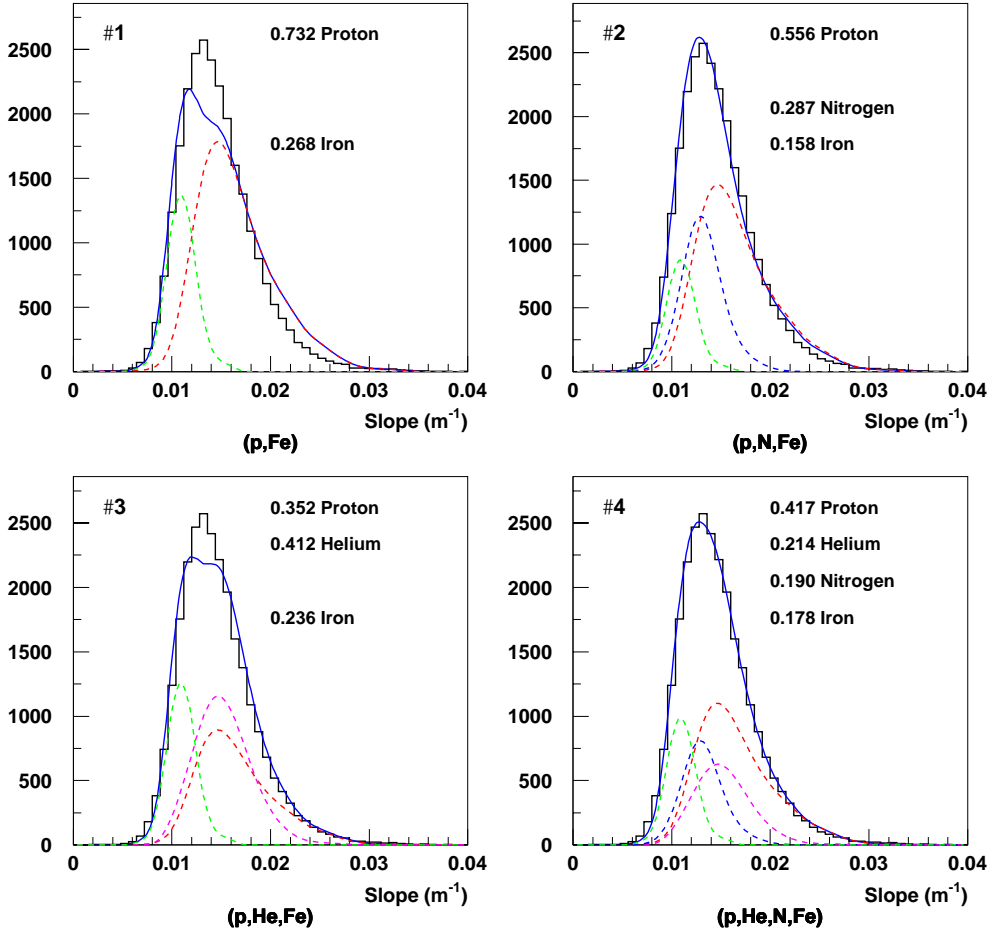 #1
0.732 Proton
0.268 Iron
2500
2000
1500
1000
500
0
0 0.01 0.02 0.03 0.04
Slope (m⁻¹)
(p,Fe)
#2
0.556 Proton
0.287 Nitrogen
0.158 Iron
2500
2000
1500
1000
500
0
0 0.01 0.02 0.03 0.04
Slope (m⁻¹)
(p,N,Fe)
#3
0.352 Proton
0.412 Helium
0.236 Iron
2500
2000
1500
1000
500
0
0 0.01 0.02 0.03 0.04
Slope (m⁻¹)
(p,He,Fe)
#4
0.417 Proton
0.214 Helium
0.190 Nitrogen
0.178 Iron
2500
2000
1500
1000
500
0
0 0.01 0.02 0.03 0.04
Slope (m⁻¹)
(p,He,N,Fe)